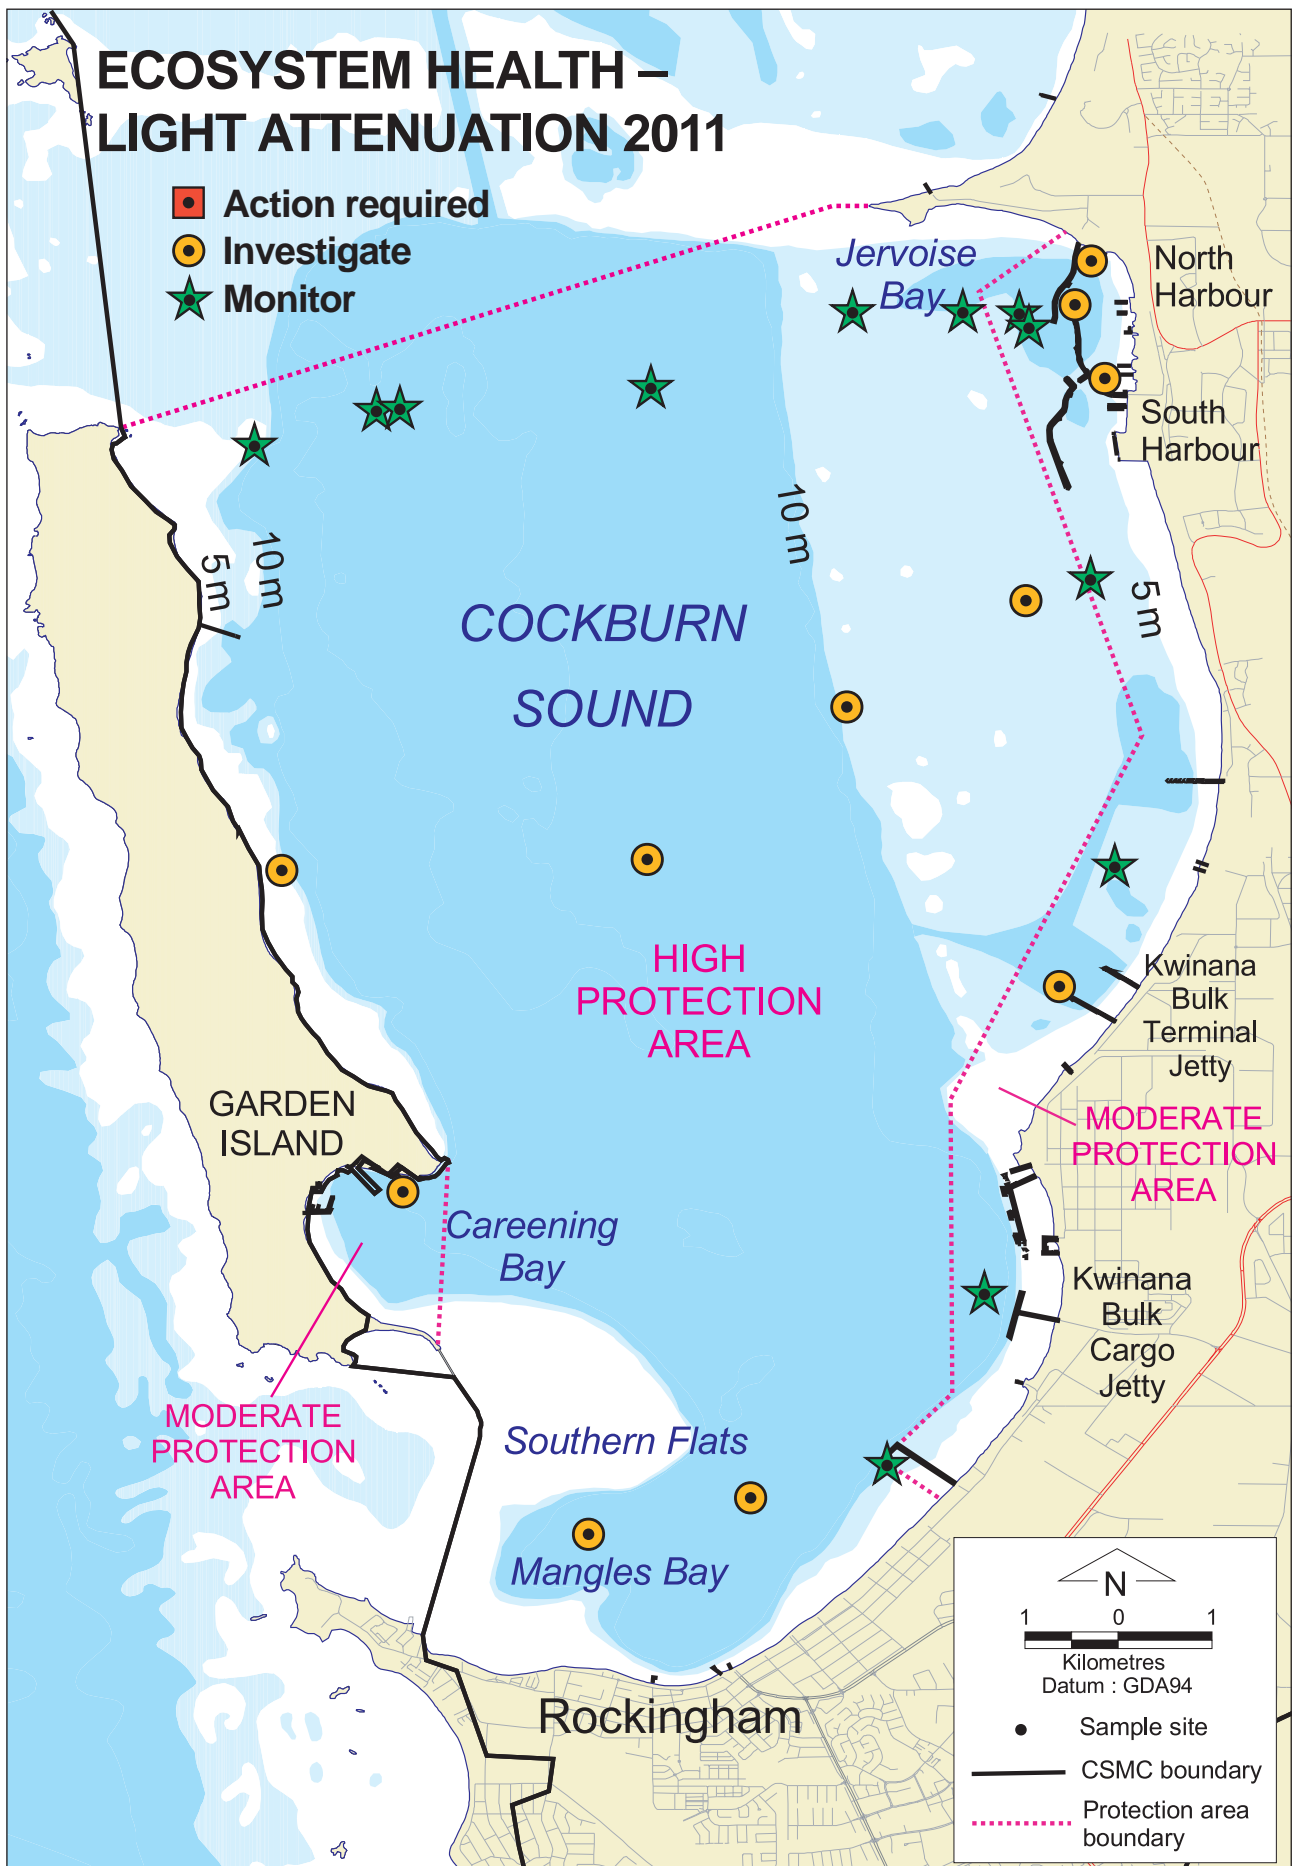 ECOSYSTEM HEALTH –
LIGHT ATTENUATION 2011
Action required
Investigate
Monitor
Jervoise
Bay
North
Harbour
South
Harbour
10 m
5 m
10 m
5 m
COCKBURN
SOUND
HIGH
PROTECTION
AREA
Kwinana
Bulk
Terminal
Jetty
GARDEN
ISLAND
MODERATE
PROTECTION
AREA
Careening
Bay
Kwinana
Bulk
Cargo
Jetty
MODERATE
PROTECTION
AREA
Southern Flats
Mangles Bay
Rockingham
N
1 0 1
Kilometres
Datum : GDA94
Sample site
CSMC boundary
Protection area
boundary